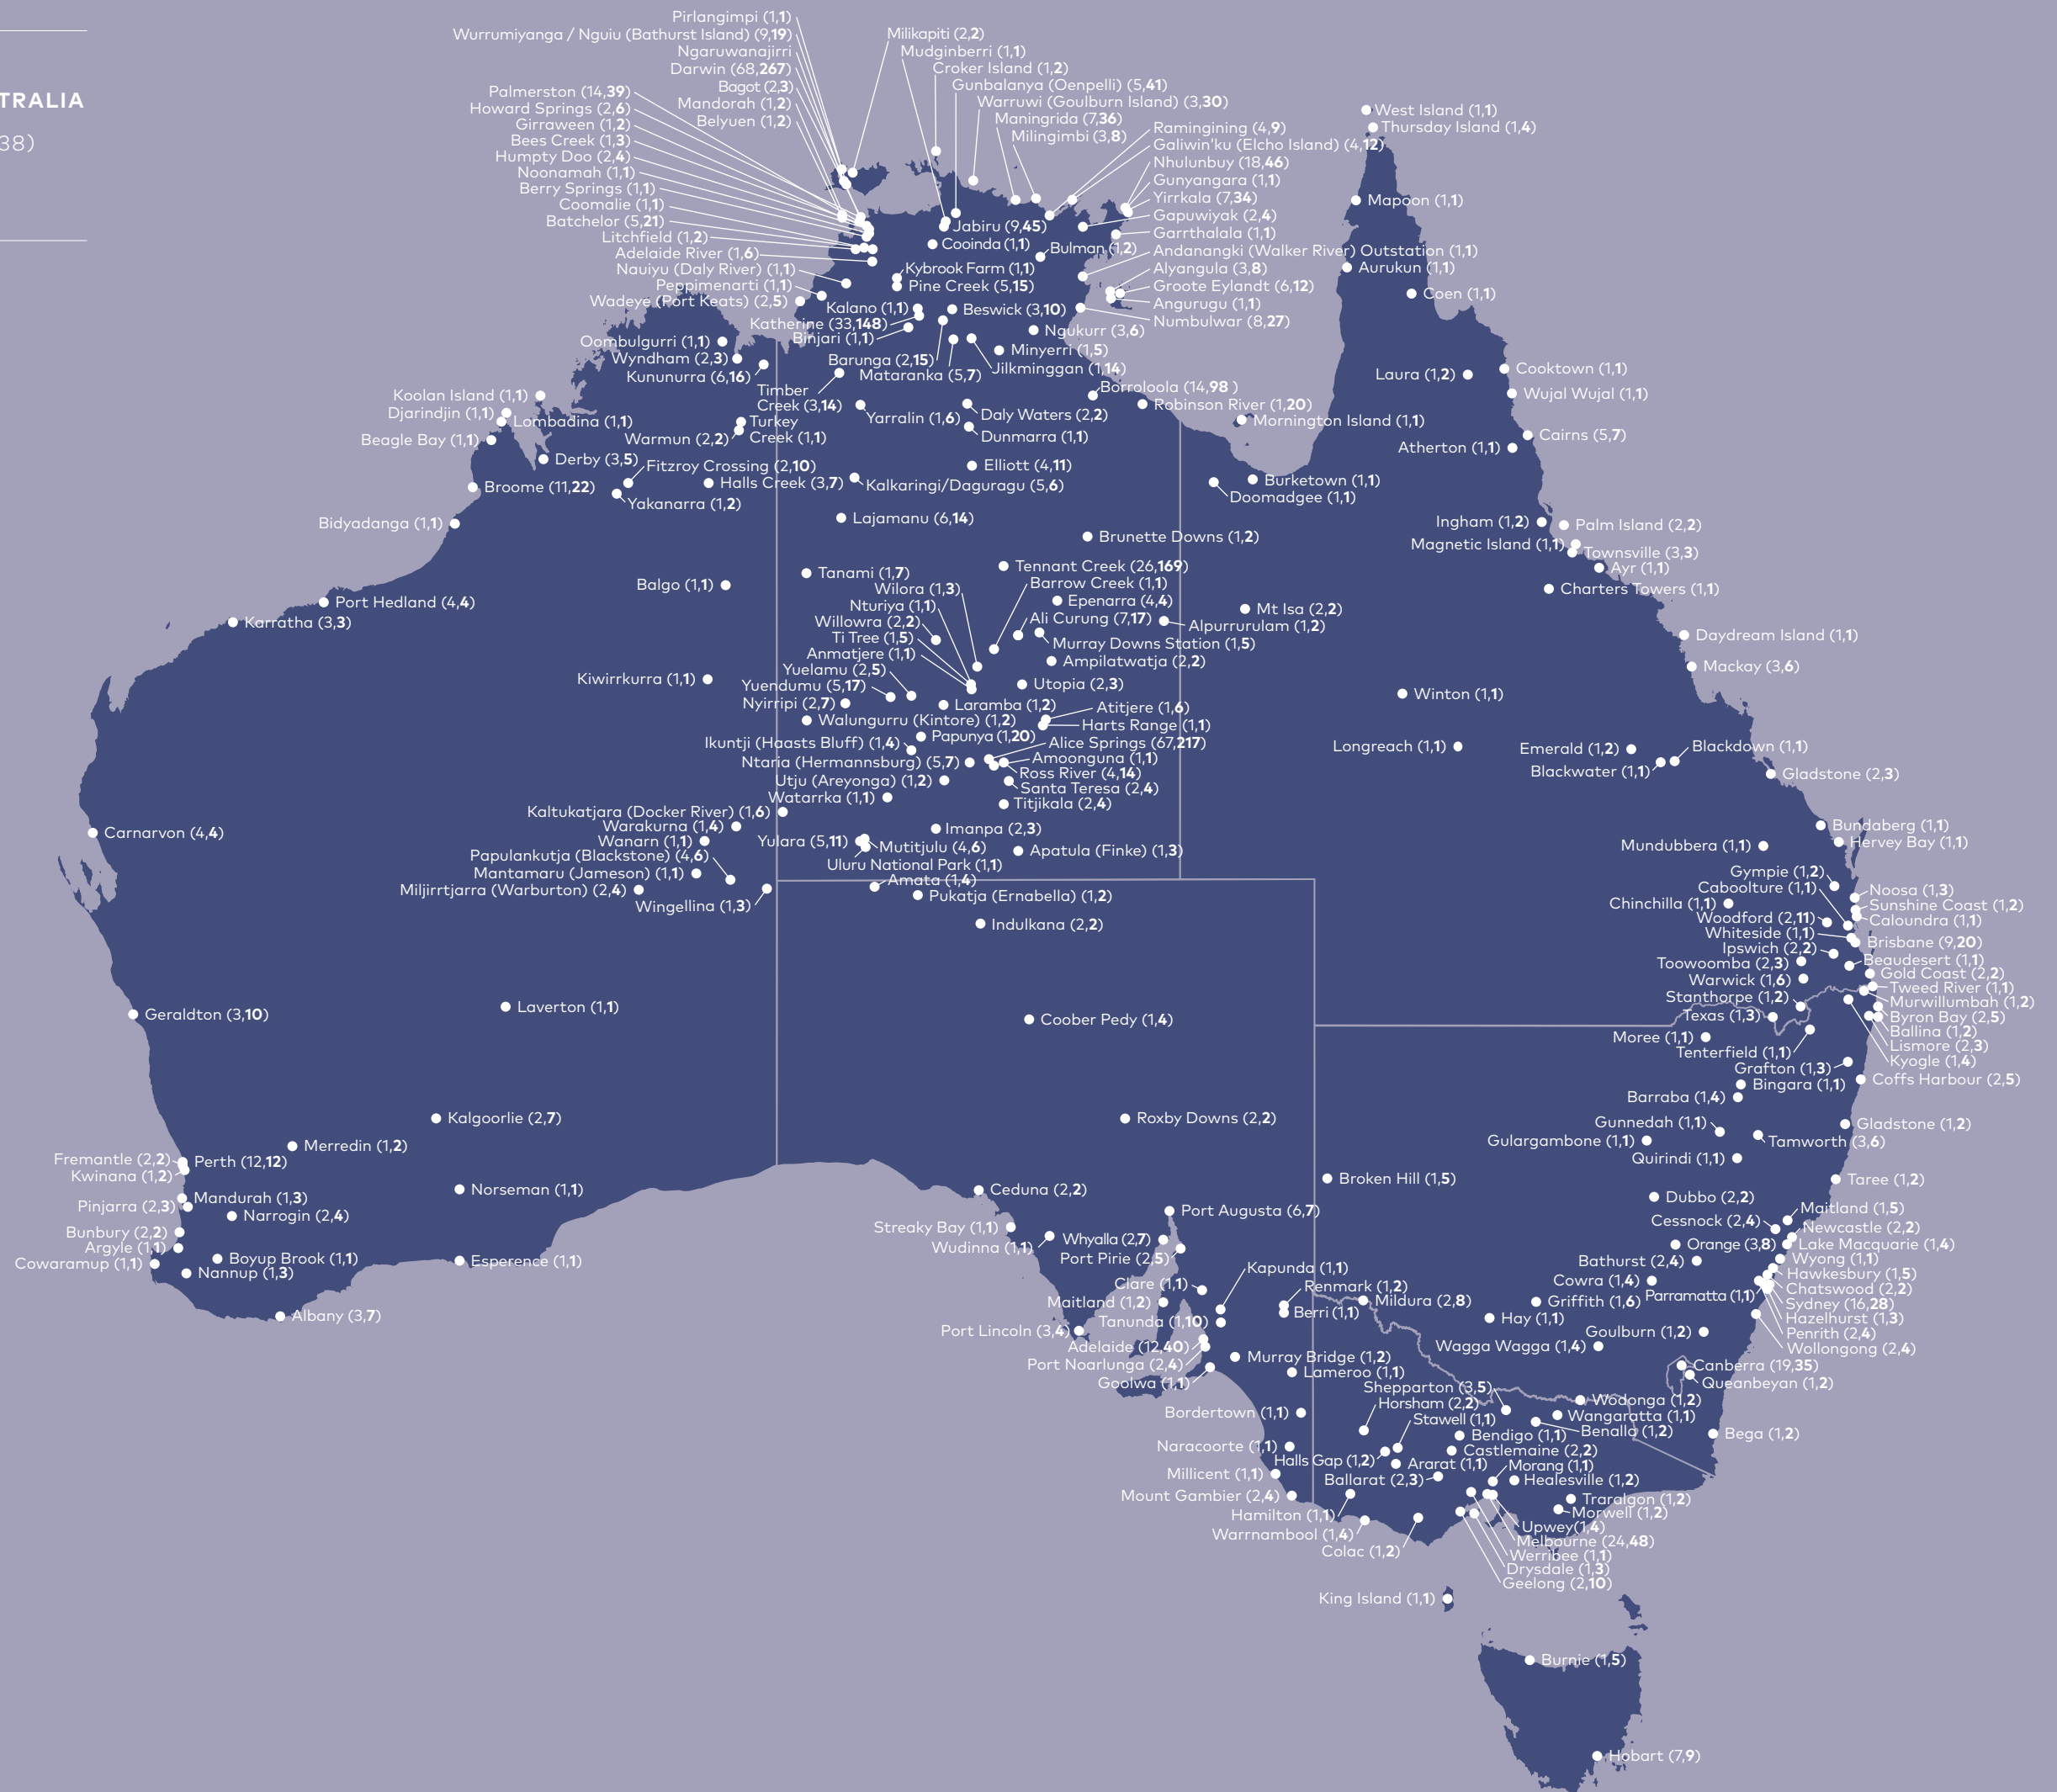 TRALIA
38)
Pirlangimpi (1,1)
Wurrumiyanga / Nguiu (Bathurst Island) (9,19)
Ngaruwanajirri
Darwin (68,267)
Bagot (2,3)
Mandorah (1,2)
Belyuen (1,2)
Palmerston (14,39)
Howard Springs (2,6)
Girraween (1,2)
Bees Creek (1,3)
Humpty Doo (2,4)
Noonamah (1,1)
Berry Springs (1,1)
Coomalie (1,1)
Batchelor (5,21)
Litchfield (1,2)
Adelaide River (1,6)
Nauiyu (Daly River) (1,1)
Peppimenarti (1,1)
Wadeye (Port Keats) (2,5)
Milikapiti (2,2)
Mudginberri (1,1)
Croker Island (1,2)
Gunbalanya (Oenpelli) (5,41)
Warruwi (Goulburn Island) (3,30)
Maningrida (7,36)
Milingimbi (3,8)
Ramingining (4,9)
Galiwin'ku (Elcho Island) (4,12)
Nhulunbuy (18,46)
Gunyangara (1,1)
Yirrkala (7,34)
Gapuwiyak (2,4)
Garrthalala (1,1)
Andanangki (Walker River) Outstation (1,1)
Alyangula (3,8)
Groote Eylandt (6,12)
Angurugu (1,1)
Numbulwar (8,27)
Jabiru (9,45)
Cooinda (1,1)
Bulman (1,2)
Kybrook Farm (1,1)
Pine Creek (5,15)
Kalano (1,1)
Katherine (33,148)
Binjari (1,1)
Beswick (3,10)
Ngukurr (3,6)
Minyerri (1,5)
Barunga (2,15)
Mataranka (5,7)
Jilkminggan (1,14)
Timber
Creek (3,14)
Borroloola (14,98 )
Robinson River (1,20)
Yarralin (1,6)
Daly Waters (2,2)
Dunmarra (1,1)
Elliott (4,11)
Kalkaringi/Daguragu (5,6)
Lajamanu (6,14)
Brunette Downs (1,2)
Oombulgurri (1,1)
Wyndham (2,3)
Kununurra (6,16)
Koolan Island (1,1)
Djarindjin (1,1)
Lombadina (1,1)
Beagle Bay (1,1)
Warmun (2,2)
Turkey
Creek (1,1)
Derby (3,5)
Fitzroy Crossing (2,10)
Halls Creek (3,7)
Broome (11,22)
Yakanarra (1,2)
Bidyadanga (1,1)
Balgo (1,1)
Port Hedland (4,4)
Karratha (3,3)
Kiwirrkurra (1,1)
West Island (1,1)
Thursday Island (1,4)
Mapoon (1,1)
Aurukun (1,1)
Coen (1,1)
Laura (1,2)
Cooktown (1,1)
Wujal Wujal (1,1)
Mornington Island (1,1)
Cairns (5,7)
Atherton (1,1)
Burketown (1,1)
Doomadgee (1,1)
Ingham (1,2)
Palm Island (2,2)
Magnetic Island (1,1)
Townsville (3,3)
Ayr (1,1)
Charters Towers (1,1)
Mt Isa (2,2)
Daydream Island (1,1)
Mackay (3,6)
Winton (1,1)
Longreach (1,1)
Emerald (1,2)
Blackdown (1,1)
Blackwater (1,1)
Gladstone (2,3)
Tanami (1,7)
Tennant Creek (26,169)
Wilora (1,3)
Barrow Creek (1,1)
Nturiya (1,1)
Epenarra (4,4)
Willowra (2,2)
Ali Curung (7,17)
Alpurrurulam (1,2)
Ti Tree (1,5)
Murray Downs Station (1,5)
Anmatjere (1,1)
Ampilatwatja (2,2)
Yuelamu (2,5)
Yuendumu (5,17)
Utopia (2,3)
Nyirripi (2,7)
Laramba (1,2)
Atitjere (1,6)
Walungurru (Kintore) (1,2)
Harts Range (1,1)
Papunya (1,20)
Ikuntji (Haasts Bluff) (1,4)
Alice Springs (67,217)
Ntaria (Hermannsburg) (5,7)
Amoonguna (1,1)
Ross River (4,14)
Utju (Areyonga) (1,2)
Santa Teresa (2,4)
Watarrka (1,1)
Titjikala (2,4)
Kaltukatjara (Docker River) (1,6)
Warakurna (1,4)
Imanpa (2,3)
Wanarn (1,1)
Yulara (5,11)
Mutitjulu (4,6)
Apatula (Finke) (1,3)
Papulankutja (Blackstone) (4,6)
Uluru National Park (1,1)
Mantamaru (Jameson) (1,1)
Amata (1,4)
Miljirrtjarra (Warburton) (2,4)
Pukatja (Ernabella) (1,2)
Wingellina (1,3)
Indulkana (2,2)
Carnarvon (4,4)
Geraldton (3,10)
Laverton (1,1)
Coober Pedy (1,4)
Kalgoorlie (2,7)
Roxby Downs (2,2)
Merredin (1,2)
Fremantle (2,2)
Perth (12,12)
Kwinana (1,2)
Norseman (1,1)
Mandurah (1,3)
Pinjarra (2,3)
Narrogin (2,4)
Bunbury (2,2)
Argyle (1,1)
Boyup Brook (1,1)
Esperence (1,1)
Cowaramup (1,1)
Nannup (1,3)
Albany (3,7)
Bundaberg (1,1)
Hervey Bay (1,1)
Mundubbera (1,1)
Gympie (1,2)
Caboolture (1,1)
Noosa (1,3)
Chinchilla (1,1)
Sunshine Coast (1,2)
Woodford (2,11)
Caloundra (1,1)
Whiteside (1,1)
Brisbane (9,20)
Ipswich (2,2)
Beaudesert (1,1)
Toowoomba (2,3)
Gold Coast (2,2)
Warwick (1,6)
Tweed River (1,1)
Stanthorpe (1,2)
Murwillumbah (1,2)
Texas (1,3)
Byron Bay (2,5)
Ballina (1,2)
Moree (1,1)
Lismore (2,3)
Tenterfield (1,1)
Kyogle (1,4)
Grafton (1,3)
Coffs Harbour (2,5)
Bingara (1,1)
Barraba (1,4)
Gunnedah (1,1)
Gladstone (1,2)
Gulargambone (1,1)
Tamworth (3,6)
Quirindi (1,1)
Broken Hill (1,5)
Taree (1,2)
Dubbo (2,2)
Maitland (1,5)
Cessnock (2,4)
Newcastle (2,2)
Orange (3,8)
Lake Macquarie (1,4)
Bathurst (2,4)
Wyong (1,1)
Hawkesbury (1,5)
Cowra (1,4)
Chatswood (2,2)
Parramatta (1,1)
Griffith (1,6)
Sydney (16,28)
Hay (1,1)
Hazelhurst (1,3)
Goulburn (1,2)
Penrith (2,4)
Wagga Wagga (1,4)
Wollongong (2,4)
Canberra (19,35)
Queanbeyan (1,2)
Bega (1,2)
Ceduna (2,2)
Port Augusta (6,7)
Streaky Bay (1,1)
Wudinna (1,1)
Whyalla (2,7)
Port Pirie (2,5)
Kapunda (1,1)
Clare (1,1)
Renmark (1,2)
Maitland (1,2)
Mildura (2,8)
Berri (1,1)
Tanunda (1,10)
Port Lincoln (3,4)
Adelaide (12,40)
Murray Bridge (1,2)
Port Noarlunga (2,4)
Lameroo (1,1)
Goolwa (1,1)
Bordertown (1,1)
Naracoorte (1,1)
Millicent (1,1)
Mount Gambier (2,4)
Shepparton (3,5)
Horsham (2,2)
Wodonga (1,2)
Stawell (1,1)
Wangaratta (1,1)
Bendigo (1,1)
Benalla (1,2)
Castlemaine (2,2)
Halls Gap (1,2)
Ararat (1,1)
Morang (1,1)
Ballarat (2,3)
Healesville (1,2)
Traralgon (1,2)
Hamilton (1,1)
Morwell (1,2)
Warrnambool (1,4)
Upwey(1,4)
Melbourne (24,48)
Colac (1,2)
Werribee (1,1)
Drysdale (1,3)
Geelong (2,10)
King Island (1,1)
Burnie (1,5)
Hobart (7,9)